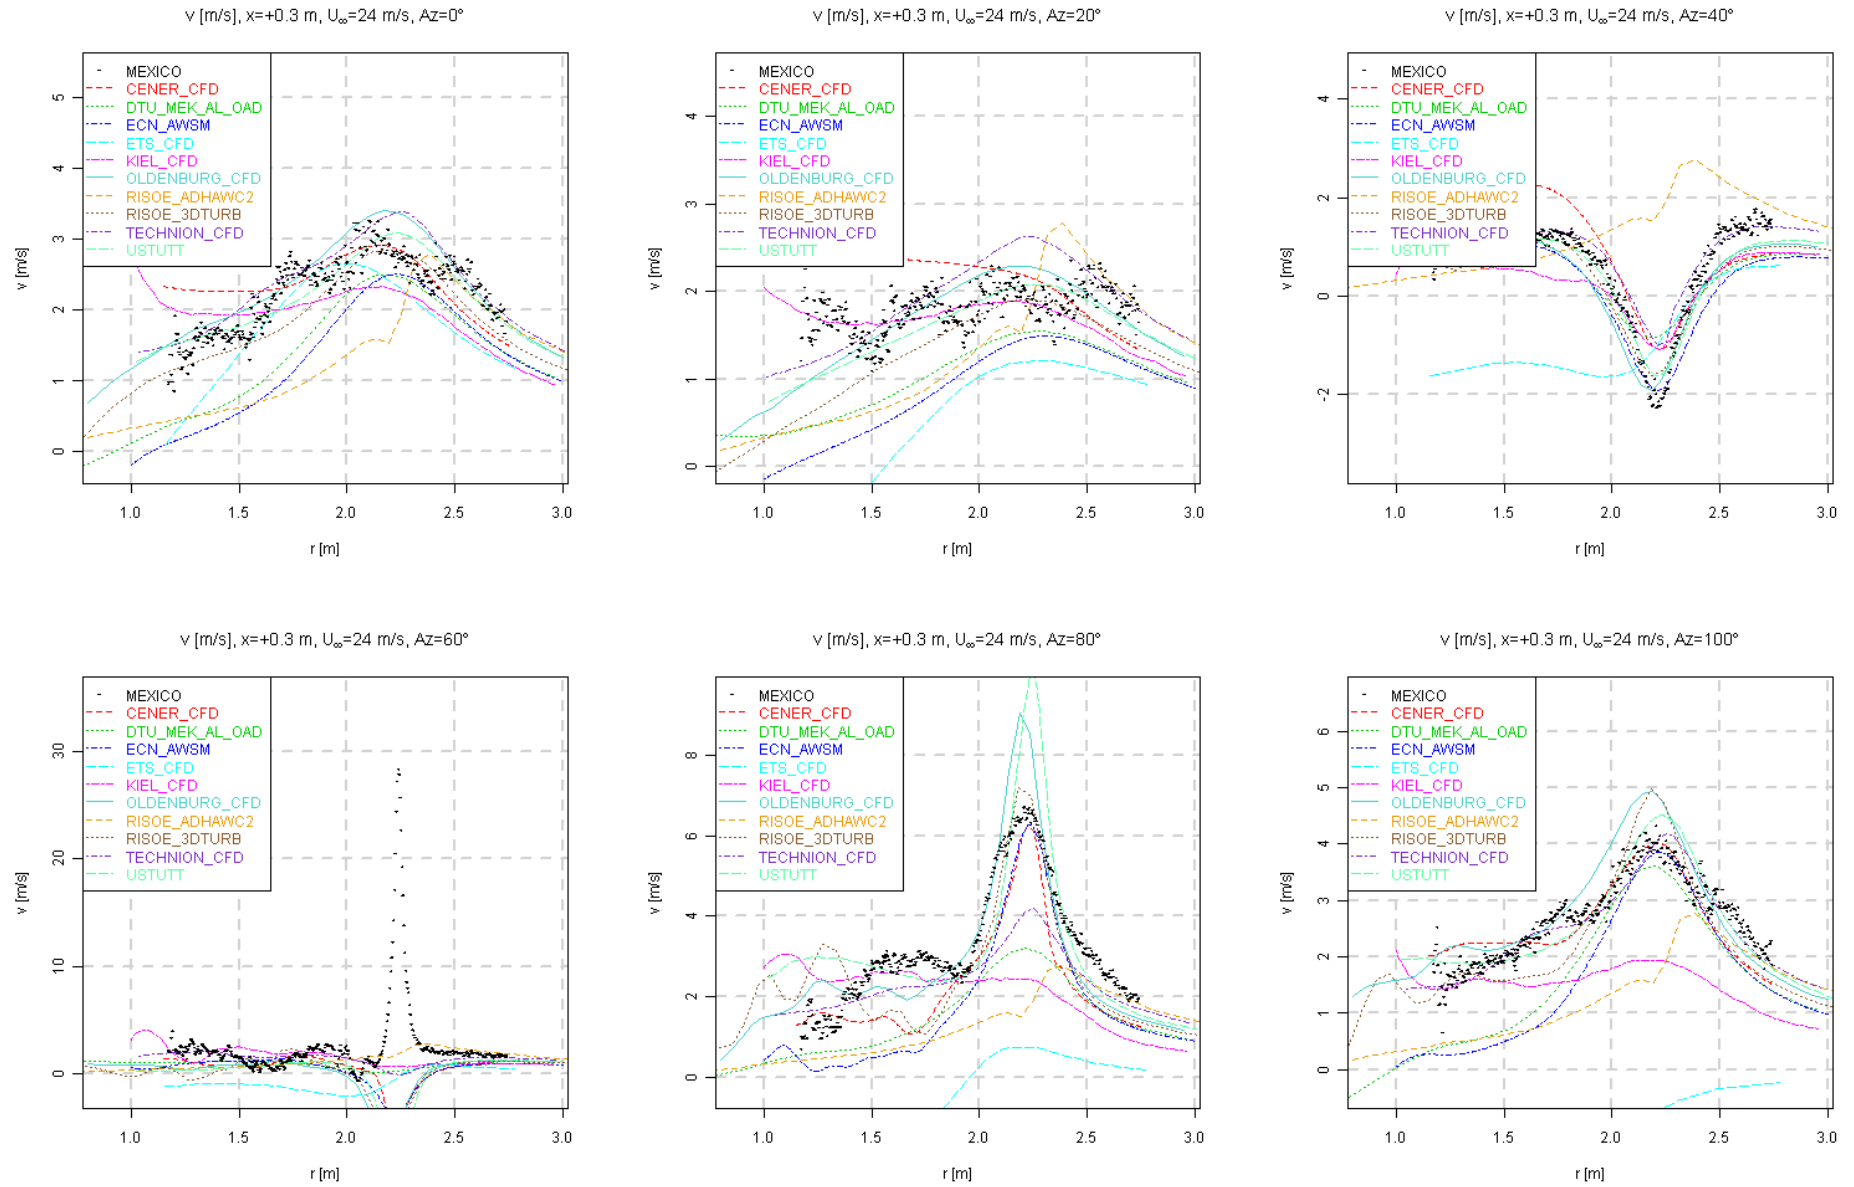 v [m/s], x=+0.3 m, U∞=24 m/s, Az=0°
v [m/s]
0
1
2
3
4
5
MEXICO
CENER_CFD
DTU_MEK_AL_OAD
ECN_AWSM
ETS_CFD
KIEL_CFD
OLDENBURG_CFD
RISOE_ADHAWC2
RISOE_3DTURB
TECHNION_CFD
USTUTT
1.0 1.5 2.0 2.5 3.0
r [m]
v [m/s], x=+0.3 m, U∞=24 m/s, Az=20°
v [m/s]
0
1
2
3
4
MEXICO
CENER_CFD
DTU_MEK_AL_OAD
ECN_AWSM
ETS_CFD
KIEL_CFD
OLDENBURG_CFD
RISOE_ADHAWC2
RISOE_3DTURB
TECHNION_CFD
USTUTT
1.0 1.5 2.0 2.5 3.0
r [m]
v [m/s], x=+0.3 m, U∞=24 m/s, Az=40°
v [m/s]
-2
0
2
4
MEXICO
CENER_CFD
DTU_MEK_AL_OAD
ECN_AWSM
ETS_CFD
KIEL_CFD
OLDENBURG_CFD
RISOE_ADHAWC2
RISOE_3DTURB
TECHNION_CFD
USTUTT
1.0 1.5 2.0 2.5 3.0
r [m]
v [m/s], x=+0.3 m, U∞=24 m/s, Az=60°
v [m/s]
0
10
20
30
MEXICO
CENER_CFD
DTU_MEK_AL_OAD
ECN_AWSM
ETS_CFD
KIEL_CFD
OLDENBURG_CFD
RISOE_ADHAWC2
RISOE_3DTURB
TECHNION_CFD
USTUTT
1.0 1.5 2.0 2.5 3.0
r [m]
v [m/s], x=+0.3 m, U∞=24 m/s, Az=80°
v [m/s]
0
2
4
6
8
MEXICO
CENER_CFD
DTU_MEK_AL_OAD
ECN_AWSM
ETS_CFD
KIEL_CFD
OLDENBURG_CFD
RISOE_ADHAWC2
RISOE_3DTURB
TECHNION_CFD
USTUTT
1.0 1.5 2.0 2.5 3.0
r [m]
v [m/s], x=+0.3 m, U∞=24 m/s, Az=100°
v [m/s]
0
1
2
3
4
5
6
MEXICO
CENER_CFD
DTU_MEK_AL_OAD
ECN_AWSM
ETS_CFD
KIEL_CFD
OLDENBURG_CFD
RISOE_ADHAWC2
RISOE_3DTURB
TECHNION_CFD
USTUTT
1.0 1.5 2.0 2.5 3.0
r [m]